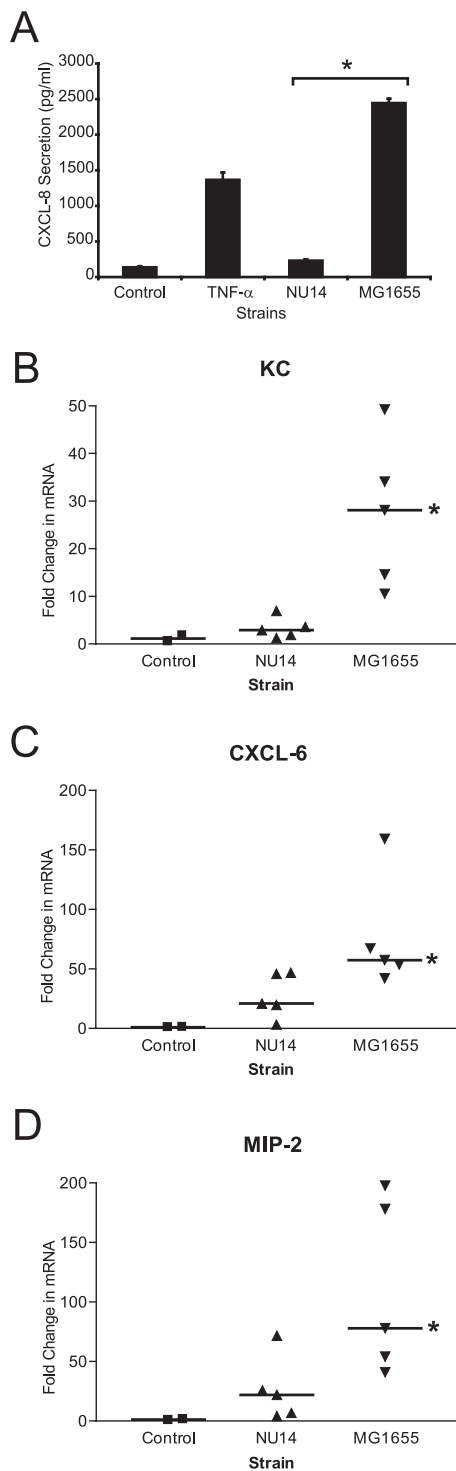 A
*
CXCL-8 Secretion (pg/ml)
3000
2500
2000
1500
1000
500
0
Control TNF-α NU14 MG1655
Strains
B
KC
Fold Change in mRNA
50
40
30
20
10
0
*
Control NU14 MG1655
Strain
C
CXCL-6
Fold Change in mRNA
200
150
100
50
0
*
Control NU14 MG1655
Strain
D
MIP-2
Fold Change in mRNA
200
150
100
50
0
*
Control NU14 MG1655
Strain